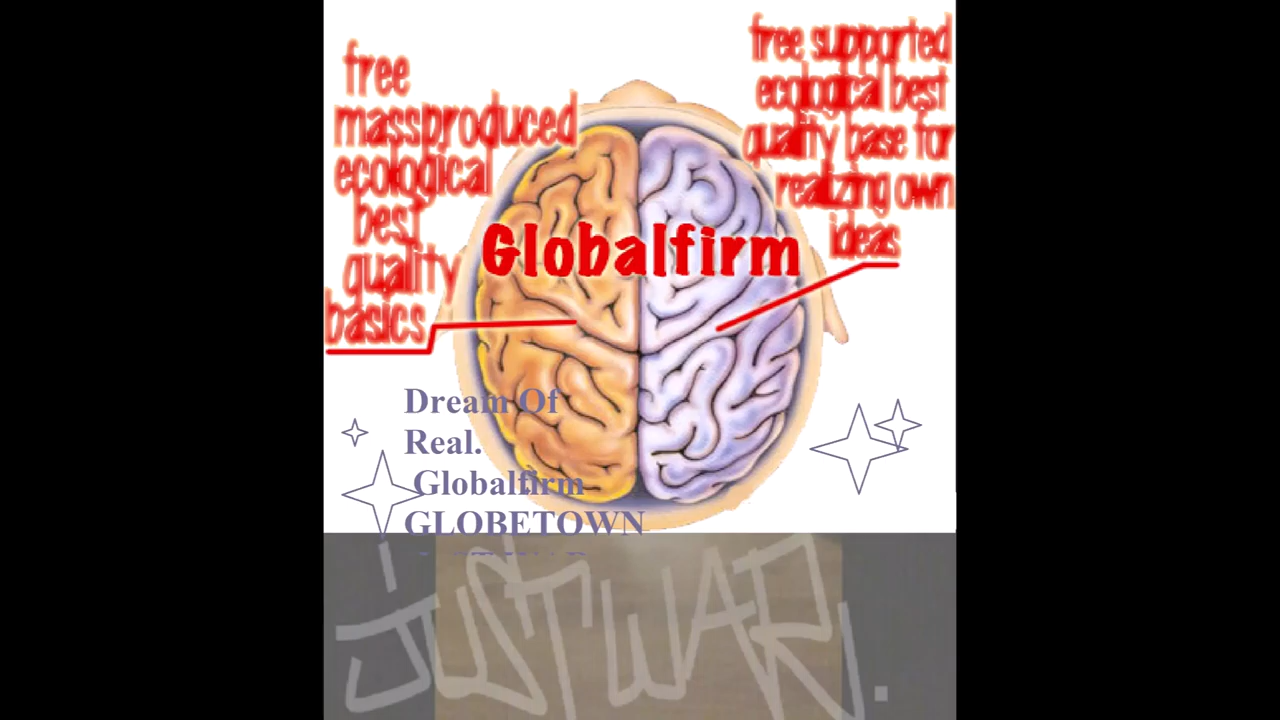 free
massproduced
ecological
best
quality
basics
free supported
ecological best
quality base for
realizing own
ideas
Globalfirm
Dream Of
Real.
Globalfirm
GLOBETOWN
JUST WAR.